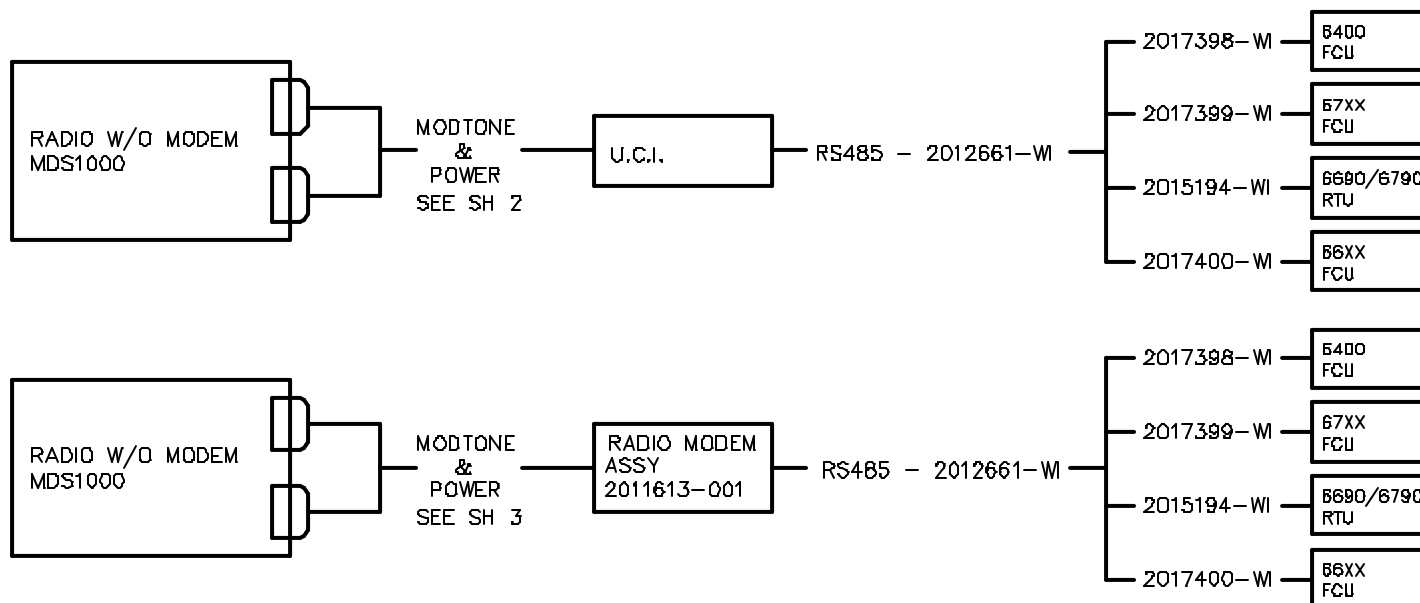 RADIO W/O MODEM
MDS1000
MODTONE
&
POWER
SEE SH 2
U.C.I.
RS485 - 2012661-WI
2017398-WI
6400
FCU
2017399-WI
67XX
FCU
2015194-WI
6690/6790
RTU
2017400-WI
66XX
FCU
RADIO W/O MODEM
MDS1000
MODTONE
&
POWER
SEE SH 3
RADIO MODEM
ASSY
2011613-001
RS485 - 2012661-WI
2017398-WI
6400
FCU
2017399-WI
67XX
FCU
2015194-WI
6690/6790
RTU
2017400-WI
66XX
FCU